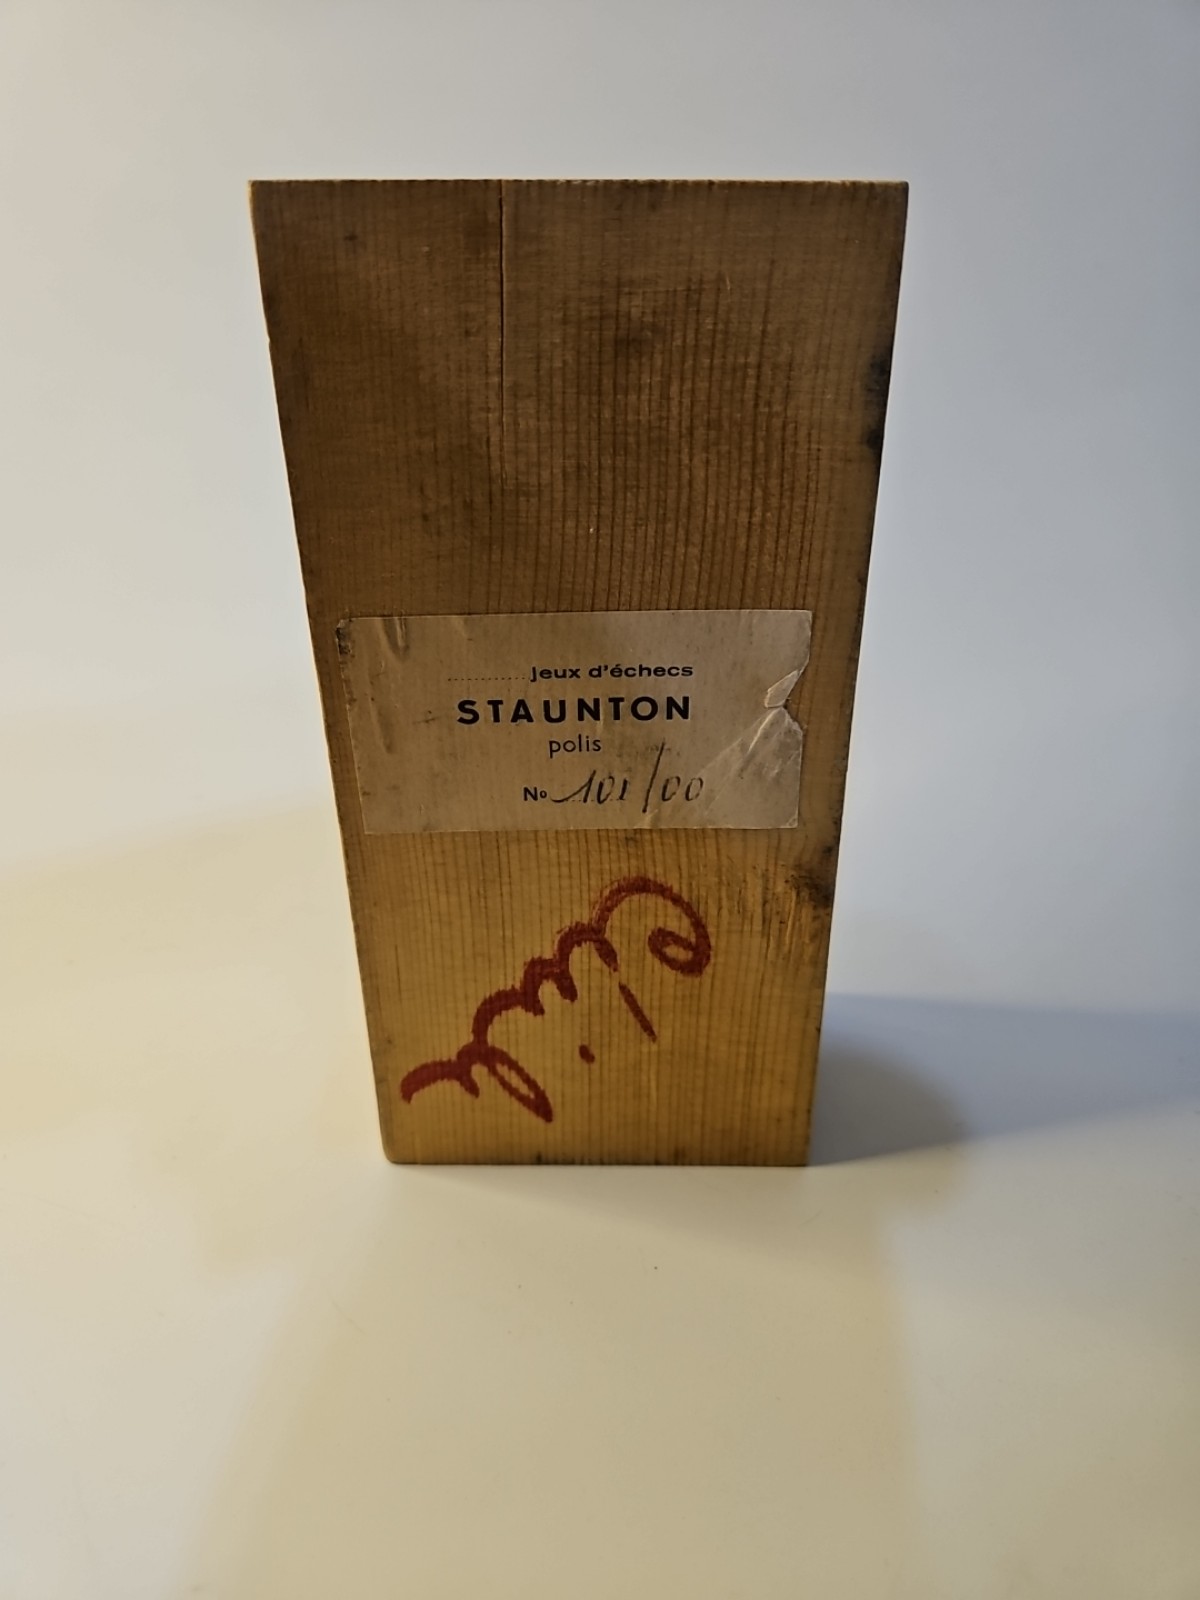 jeux d'échecs
STAUNTON
polis
No 101/00